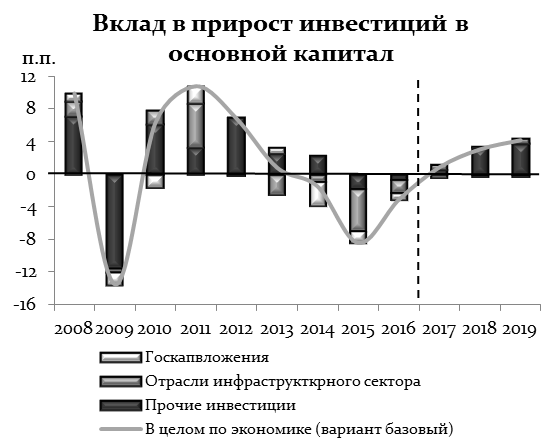 Вклад в прирост инвестиций в
основной капитал
п.п.
12
8
4
0
-4
-8
-12
-16
2008 2009 2010 2011 2012 2013 2014 2015 2016 2017 2018 2019
Госкапвложения
Отрасли инфраструкткрного сектора
Прочие инвестиции
В целом по экономике (вариант базовый)